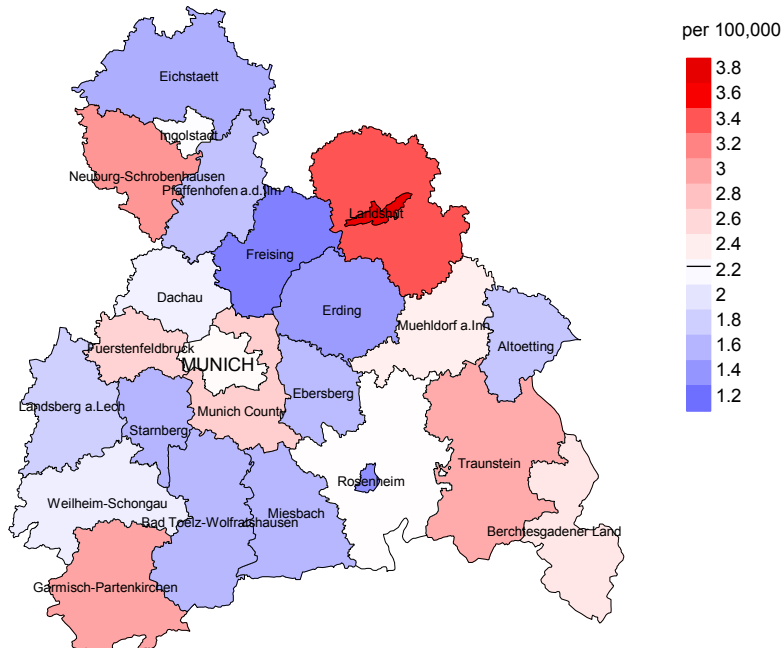 per 100,000
3.8
3.6
3.4
3.2
3
2.8
2.6
2.4
2.2
2
1.8
1.6
1.4
1.2
Eichstaett
Ingolstadt
Neuburg-Schrobenhausen
Pfaffenhofen a.d.Ilm
Landshut
Freising
Dachau
Erding
Muehldorf a.Inn
Altoetting
Fuerstenfeldbruck
MUNICH
Ebersberg
Landsberg a.Lech
Munich County
Starnberg
Traunstein
Rosenheim
Weilheim-Schongau
Miesbach
Bad Toelz-Wolfratshausen
Berchtesgadener Land
Garmisch-Partenkirchen